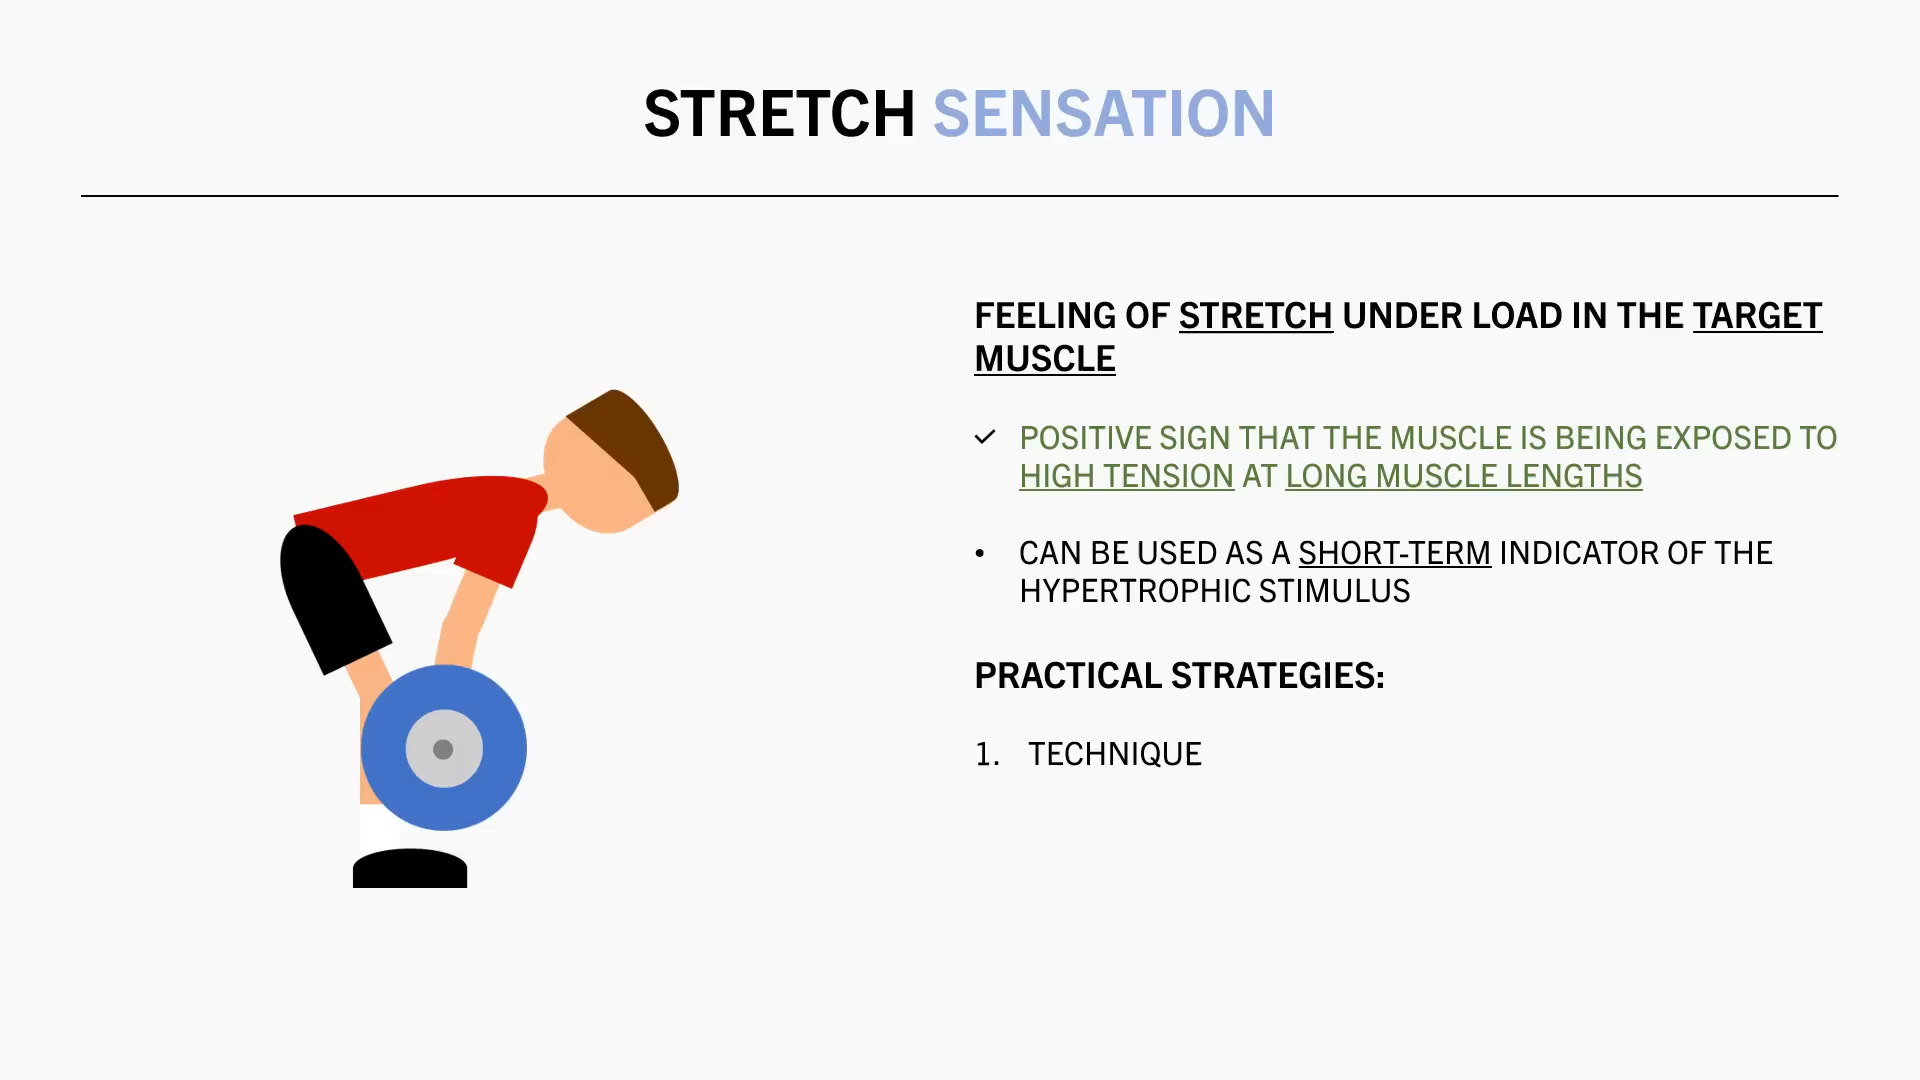 STRETCH SENSATION
FEELING OF STRETCH UNDER LOAD IN THE TARGET
MUSCLE
✓ POSITIVE SIGN THAT THE MUSCLE IS BEING EXPOSED TO
HIGH TENSION AT LONG MUSCLE LENGTHS
• CAN BE USED AS A SHORT-TERM INDICATOR OF THE
HYPERTROPHIC STIMULUS
PRACTICAL STRATEGIES:
1. TECHNIQUE